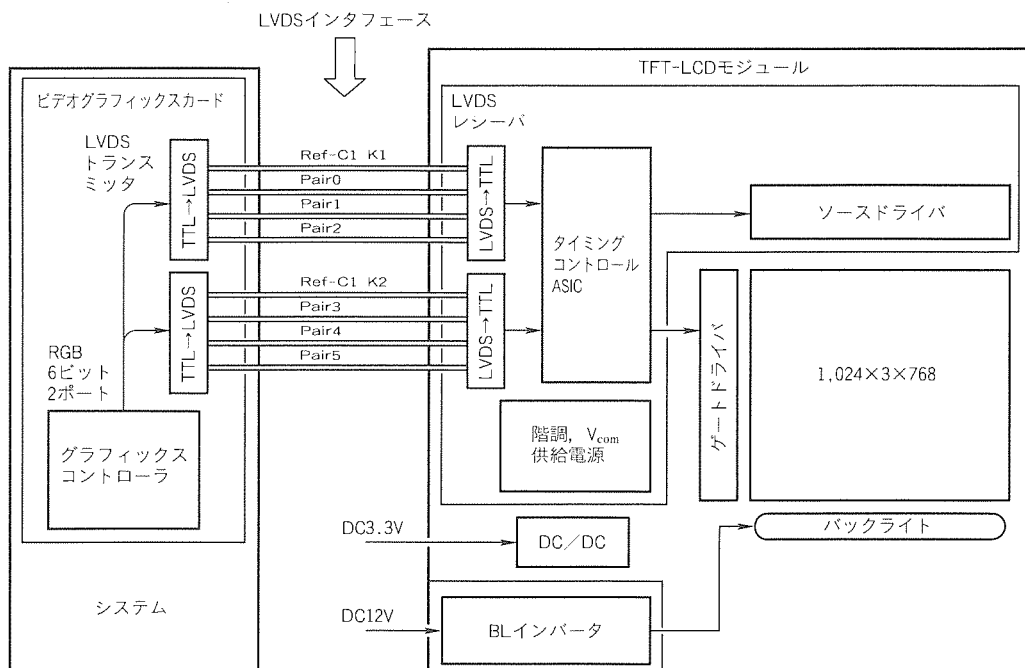 LVDSインタフェース
TFT-LCDモジュール
ビデオグラフィックスカード
LVDS
トランス
ミッタ
TTL→LVDS
TTL→LVDS
RGB
6ビット
2ポート
グラフィックス
コントローラ
システム
Ref-C1 K1
Pair0
Pair1
Pair2
Ref-C1 K2
Pair3
Pair4
Pair5
LVDS
レシーバ
LVDS→TTL
LVDS→TTL
タイミング
コントロール
ASIC
ソースドライバ
ゲートドライバ
1,024×3×768
階調, Vcom
供給電源
バックライト
DC3.3V
DC／DC
DC12V
BLインバータ